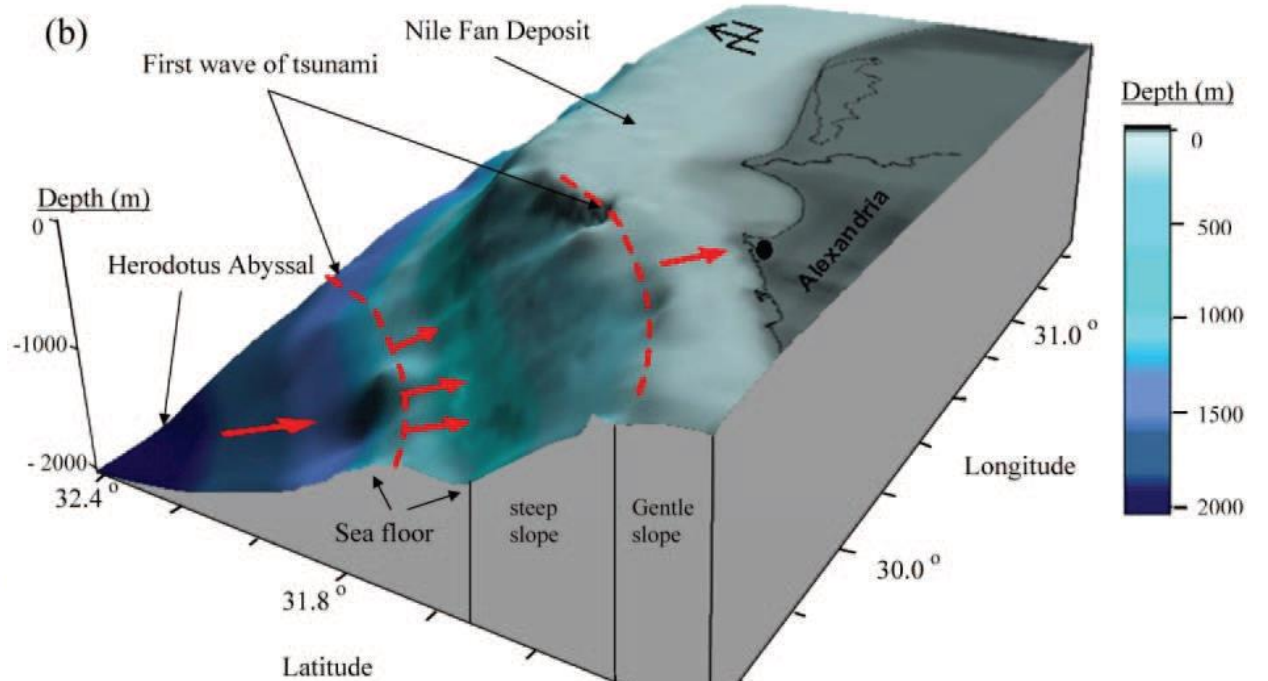 (b)
Nile Fan Deposit
First wave of tsunami
N
Depth (m)
0
500
1000
1500
2000
Depth (m)
0
-1000
-2000
Herodotus Abyssal
Alexandria
31.0 °
Longitude
30.0 °
steep
slope
Gentle
slope
Sea floor
32.4 °
31.8 °
Latitude